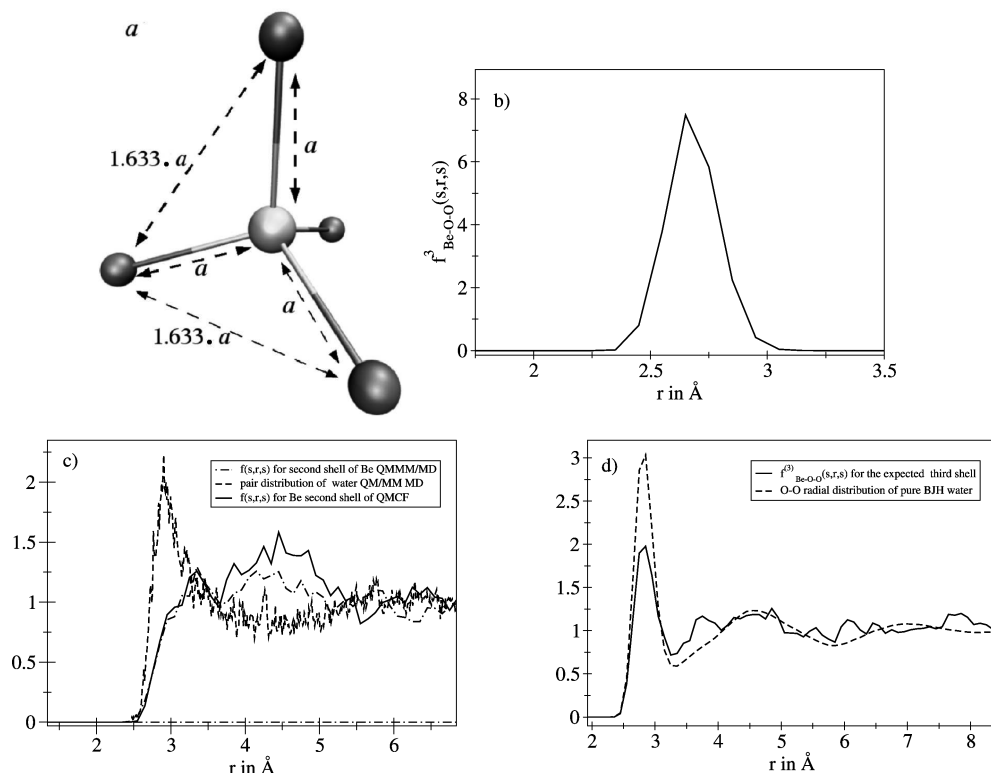 a
1.633. a
a
a
a
1.633. a
b)
f³Be-O-O(s,r,s)
8
6
4
2
0
2
2.5
3
3.5
r in Å
c)
f(s,r,s) for second shell of Be QMMM/MD
pair distribution of water QM/MM MD
f(s,r,s) for Be second shell of QMCF
2
1.5
1
0.5
0
2
3
4
5
6
r in Å
d)
f(3)Be-O-O(s,r,s) for the expected third shell
O-O radial distribution of pure BJH water
3
2.5
2
1.5
1
0.5
0
2
3
4
5
6
7
8
r in Å